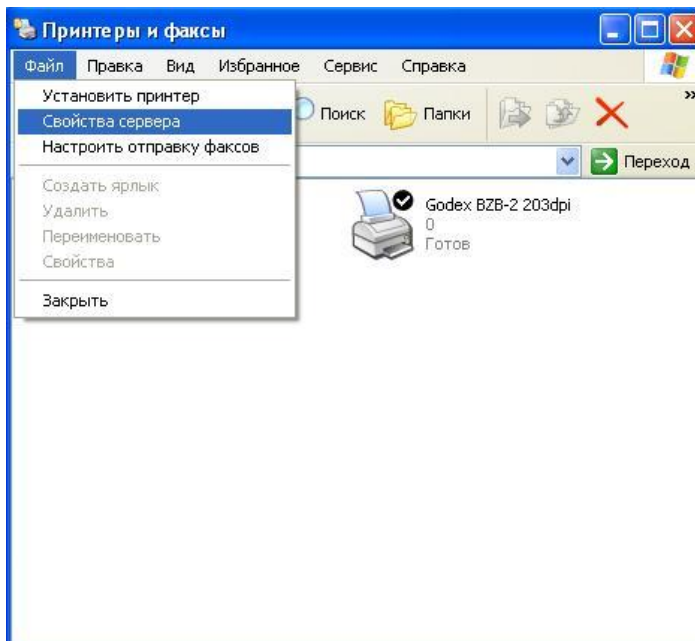 Принтеры и факсы
Файл Правка Вид Избранное Сервис Справка
Установить принтер
Свойства сервера
Настроить отправку факсов
Создать ярлык
Удалить
Переименовать
Свойства
Закрыть
Поиск Папки »
Переход
Godex BZB-2 203dpi
0
Готов